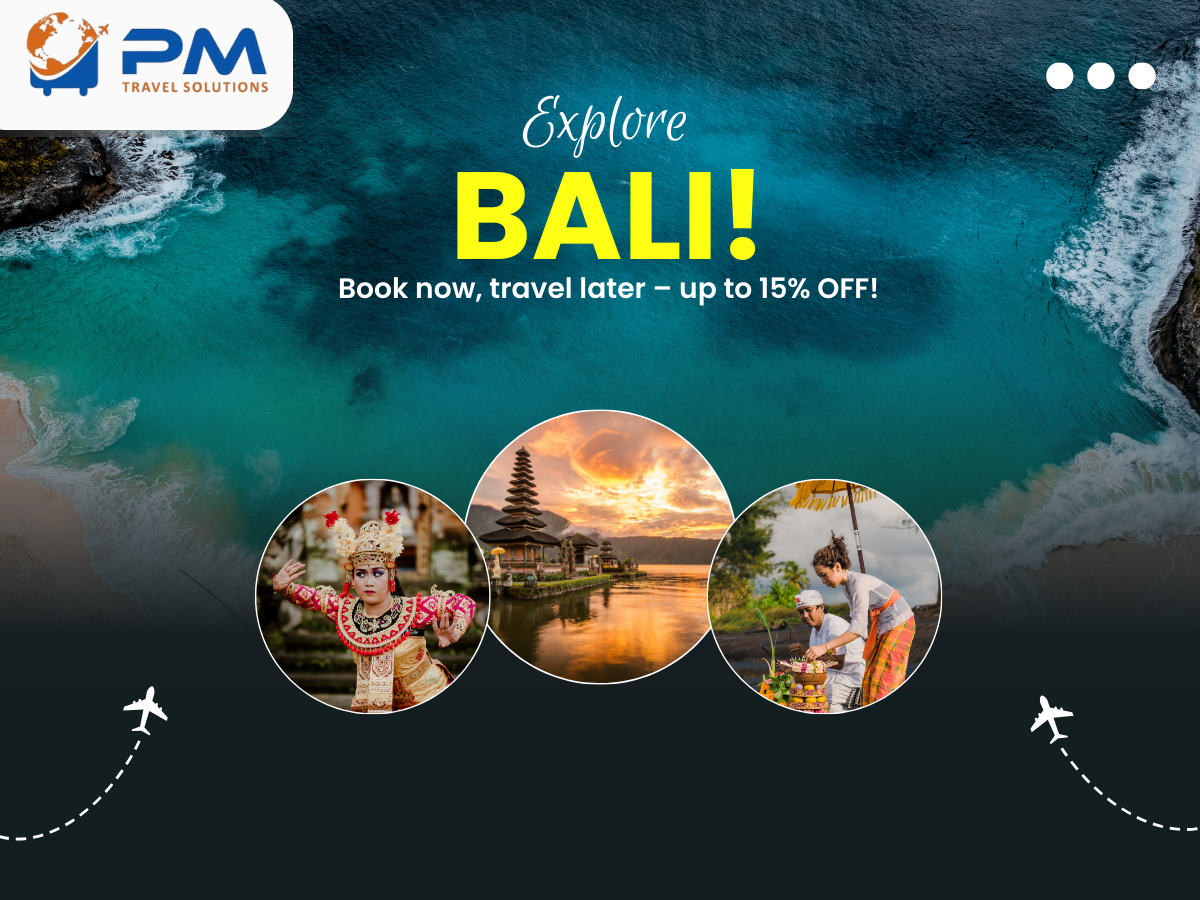 PM
TRAVEL SOLUTIONS
Explore
BALI!
Book now, travel later – up to 15% OFF!